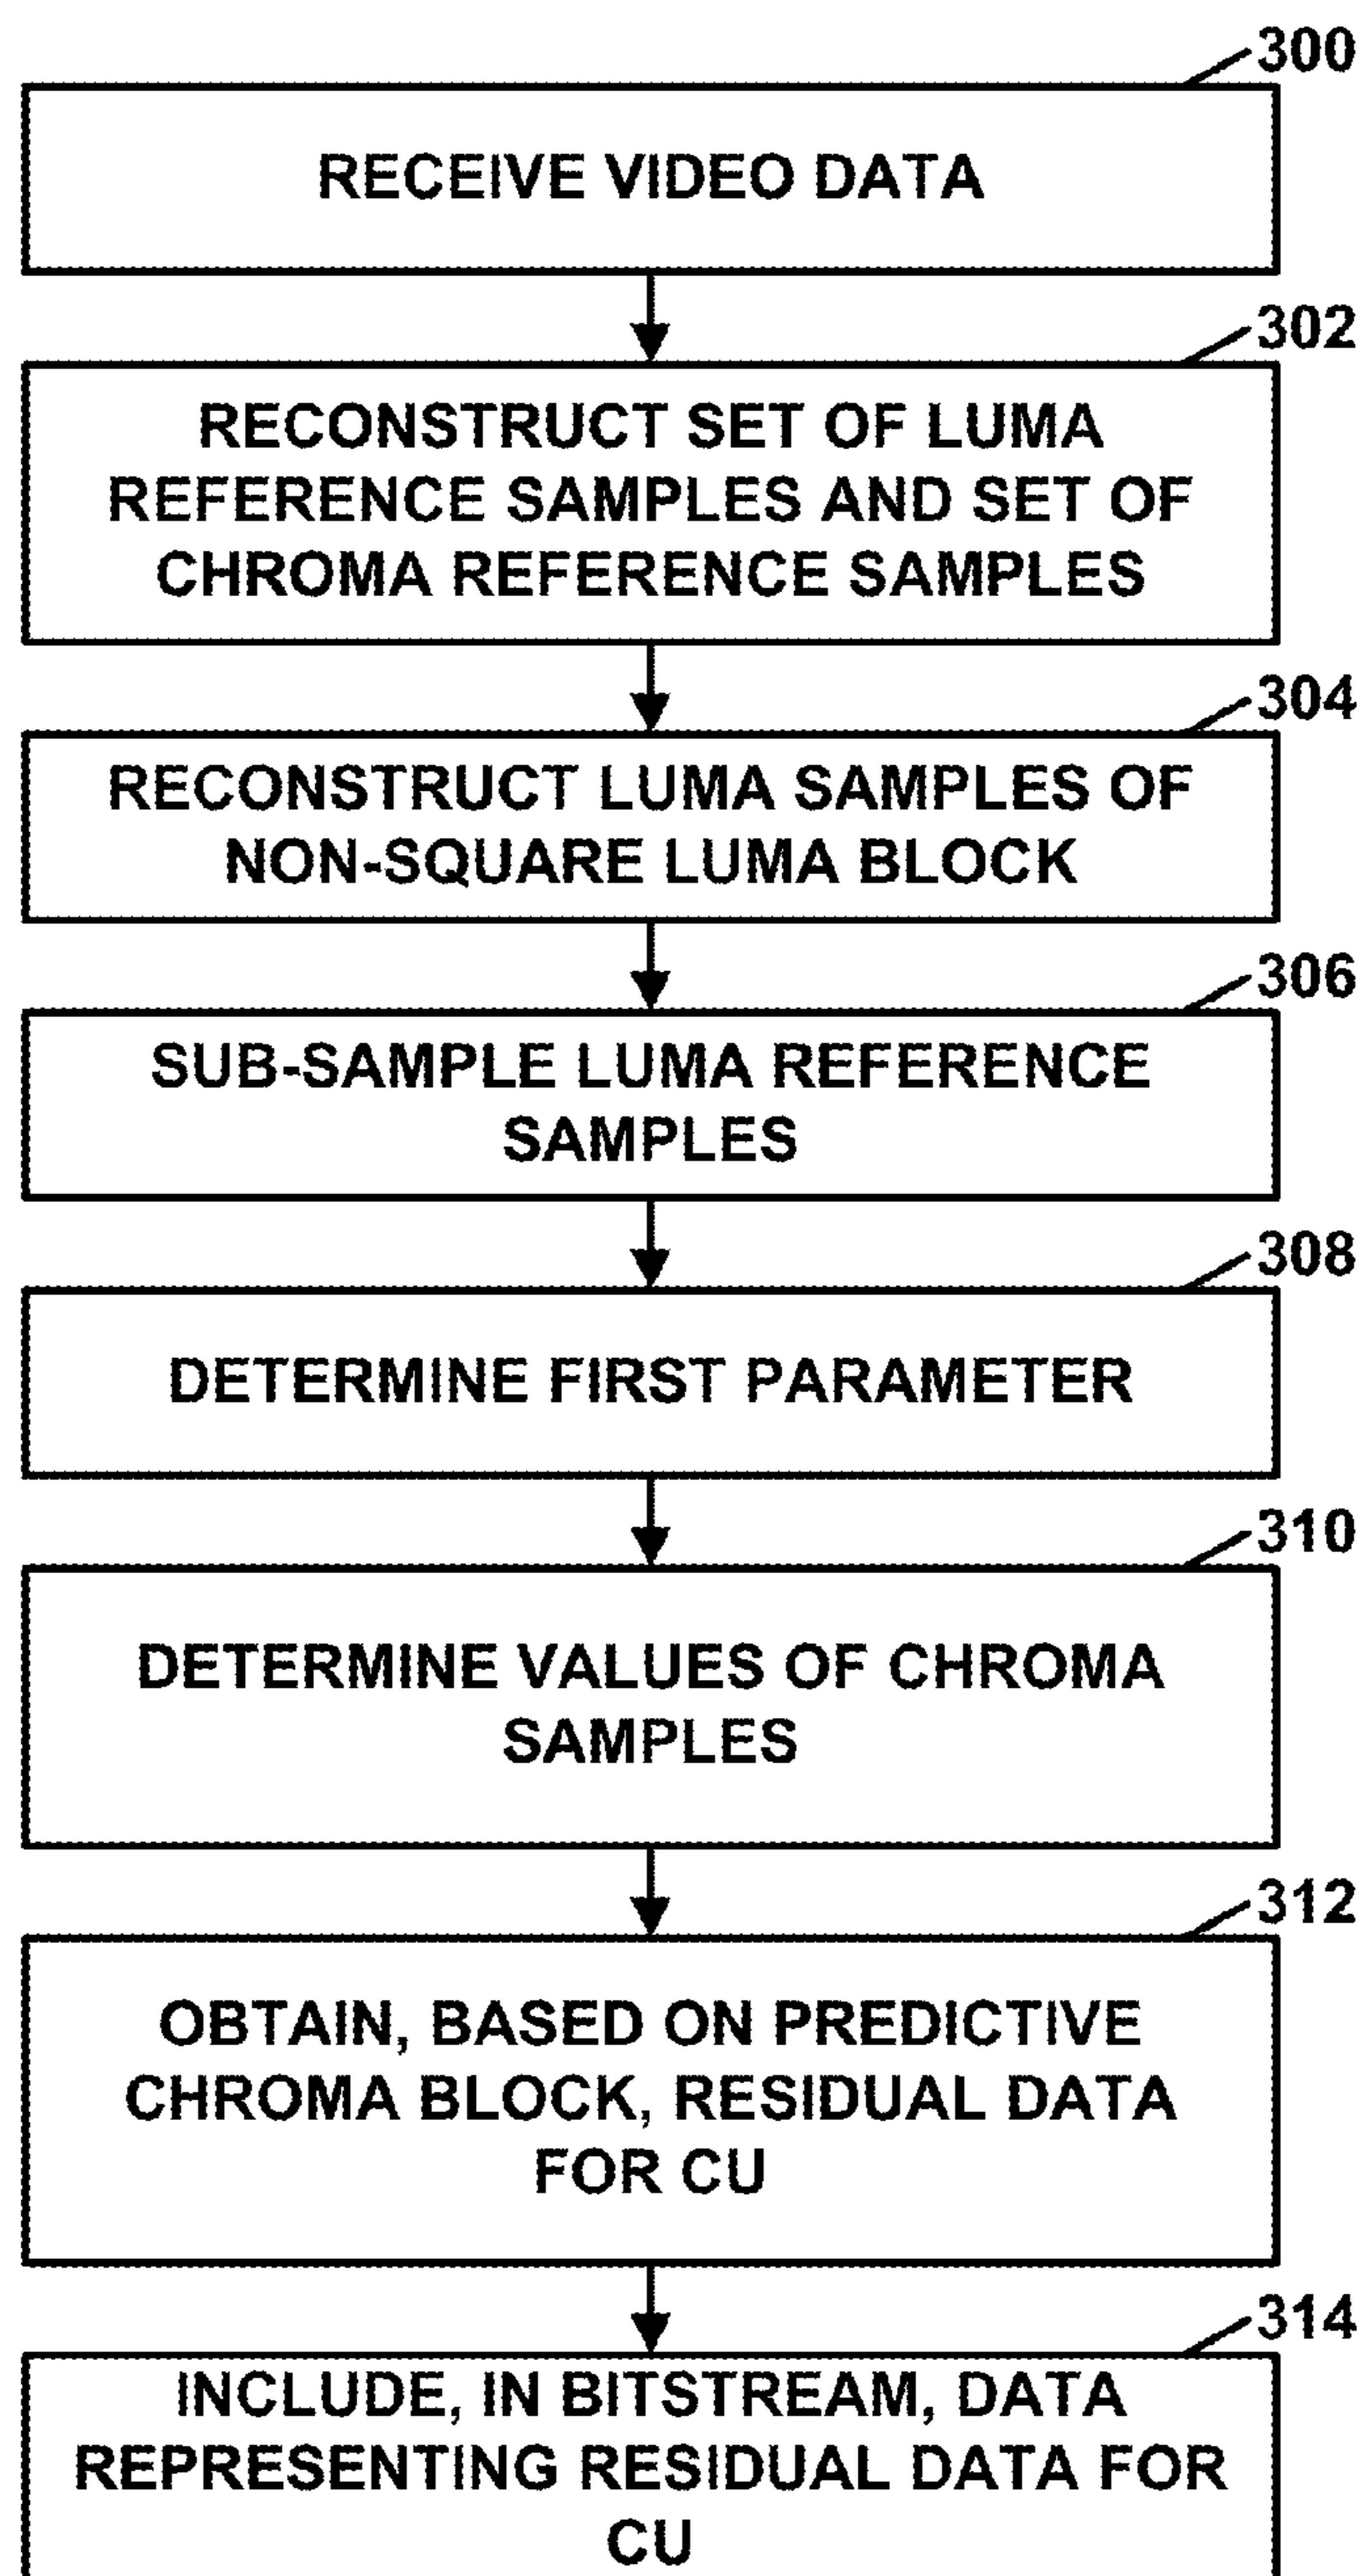 300
RECEIVE VIDEO DATA
302
RECONSTRUCT SET OF LUMA
REFERENCE SAMPLES AND SET OF
CHROMA REFERENCE SAMPLES
304
RECONSTRUCT LUMA SAMPLES OF
NON-SQUARE LUMA BLOCK
306
SUB-SAMPLE LUMA REFERENCE
SAMPLES
308
DETERMINE FIRST PARAMETER
310
DETERMINE VALUES OF CHROMA
SAMPLES
312
OBTAIN, BASED ON PREDICTIVE
CHROMA BLOCK, RESIDUAL DATA
FOR CU
314
INCLUDE, IN BITSTREAM, DATA
REPRESENTING RESIDUAL DATA FOR
CU